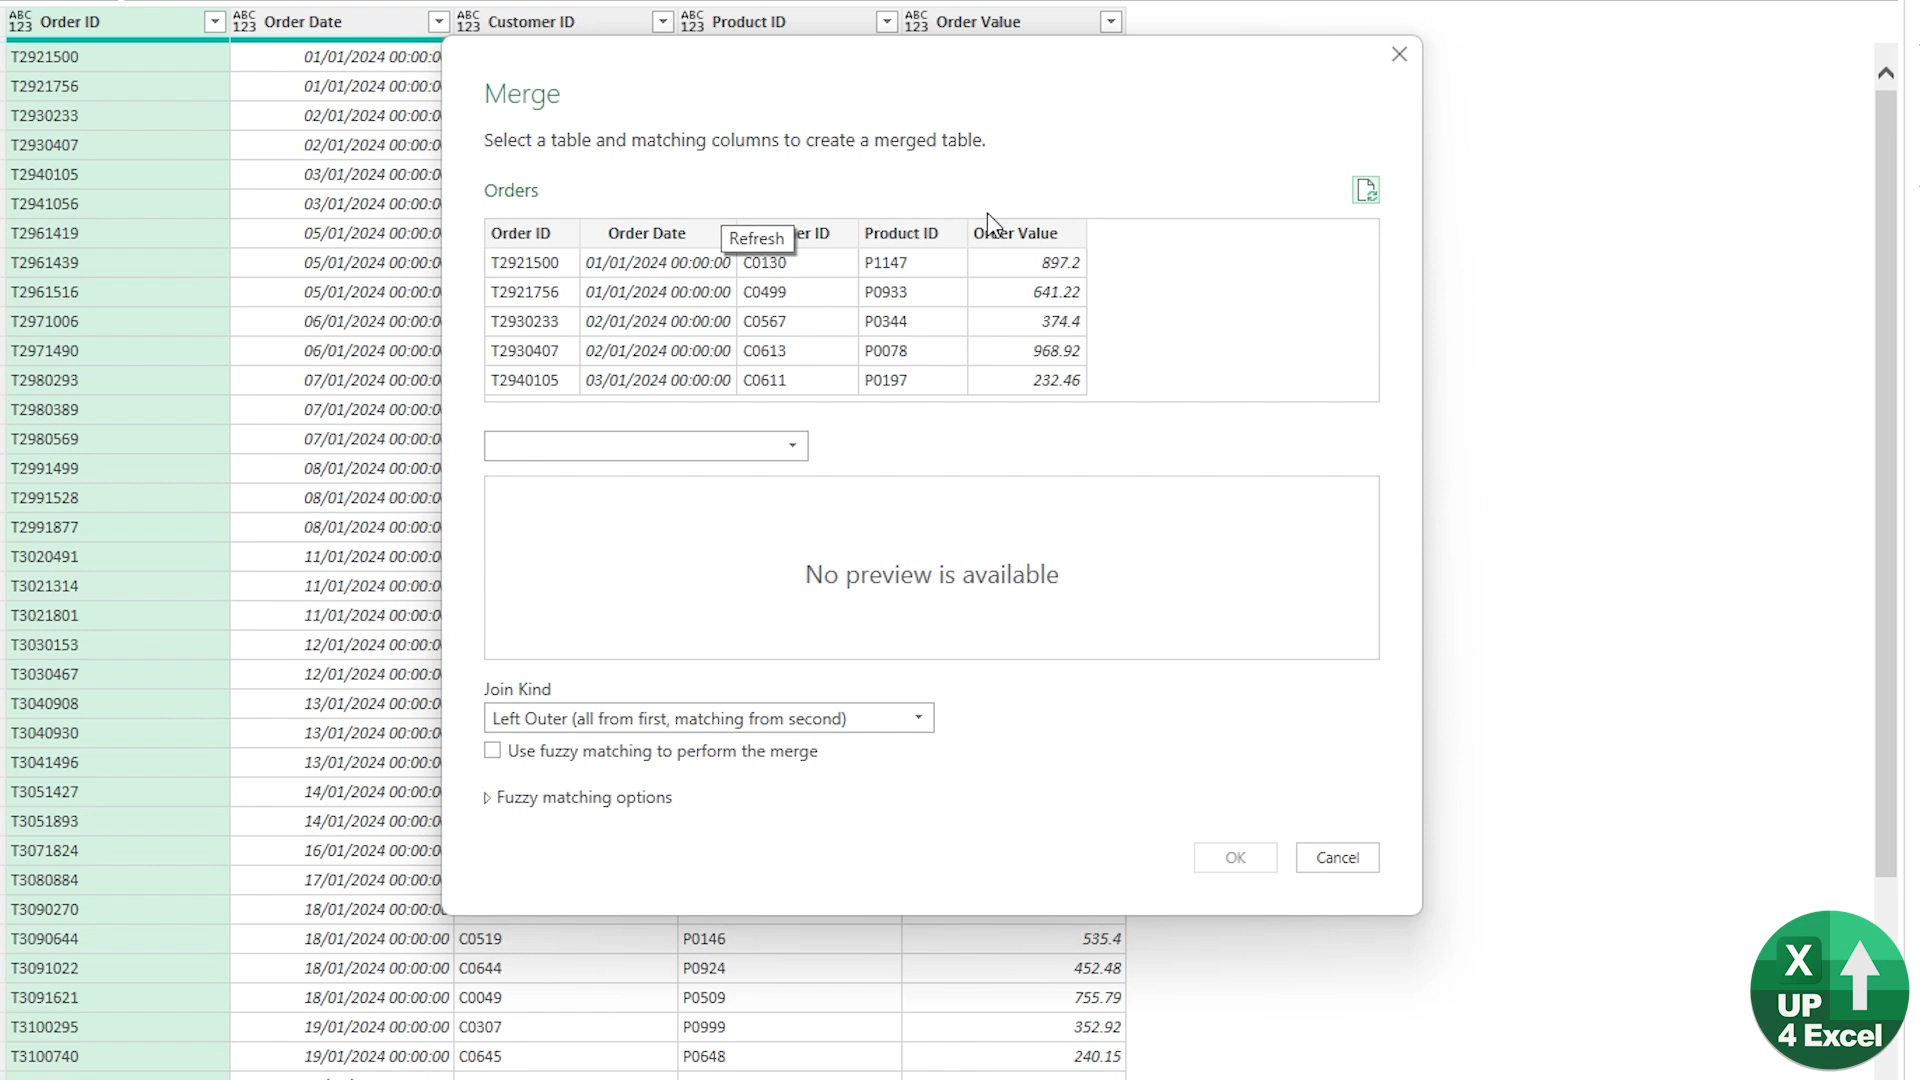 ABC 123 Order ID ABC 123 Order Date ABC 123 Customer ID ABC 123 Product ID ABC 123 Order Value
T2921500 01/01/2024 00:00:0
T2921756 01/01/2024 00:00:0
T2930233 02/01/2024 00:00:0
T2930407 02/01/2024 00:00:0
T2940105 03/01/2024 00:00:0
T2941056 03/01/2024 00:00:0
T2961419 05/01/2024 00:00:0
T2961439 05/01/2024 00:00:0
T2961516 05/01/2024 00:00:0
T2971006 06/01/2024 00:00:0
T2971490 06/01/2024 00:00:0
T2980293 07/01/2024 00:00:0
T2980389 07/01/2024 00:00:0
T2980569 07/01/2024 00:00:0
T2991499 08/01/2024 00:00:0
T2991528 08/01/2024 00:00:0
T2991877 08/01/2024 00:00:0
T3020491 11/01/2024 00:00:0
T3021314 11/01/2024 00:00:0
T3021801 11/01/2024 00:00:0
T3030153 12/01/2024 00:00:0
T3030467 12/01/2024 00:00:0
T3040908 13/01/2024 00:00:0
T3040930 13/01/2024 00:00:0
T3041496 13/01/2024 00:00:0
T3051427 14/01/2024 00:00:0
T3051893 14/01/2024 00:00:0
T3071824 16/01/2024 00:00:0
T3080884 17/01/2024 00:00:0
T3090270 18/01/2024 00:00:0
T3090644 18/01/2024 00:00:00 C0519 P0146 535.4
T3091022 18/01/2024 00:00:00 C0644 P0924 452.48
T3091621 18/01/2024 00:00:00 C0049 P0509 755.79
T3100295 19/01/2024 00:00:00 C0307 P0999 352.92
T3100740 19/01/2024 00:00:00 C0645 P0648 240.15
Merge
Select a table and matching columns to create a merged table.
Orders
Order ID Order Date er ID Product ID Order Value
Refresh
T2921500 01/01/2024 00:00:00 C0130 P1147 897.2
T2921756 01/01/2024 00:00:00 C0499 P0933 641.22
T2930233 02/01/2024 00:00:00 C0567 P0344 374.4
T2930407 02/01/2024 00:00:00 C0613 P0078 968.92
T2940105 03/01/2024 00:00:00 C0611 P0197 232.46
No preview is available
Join Kind
Left Outer (all from first, matching from second)
Use fuzzy matching to perform the merge
Fuzzy matching options
OK Cancel
X
UP
4 Excel